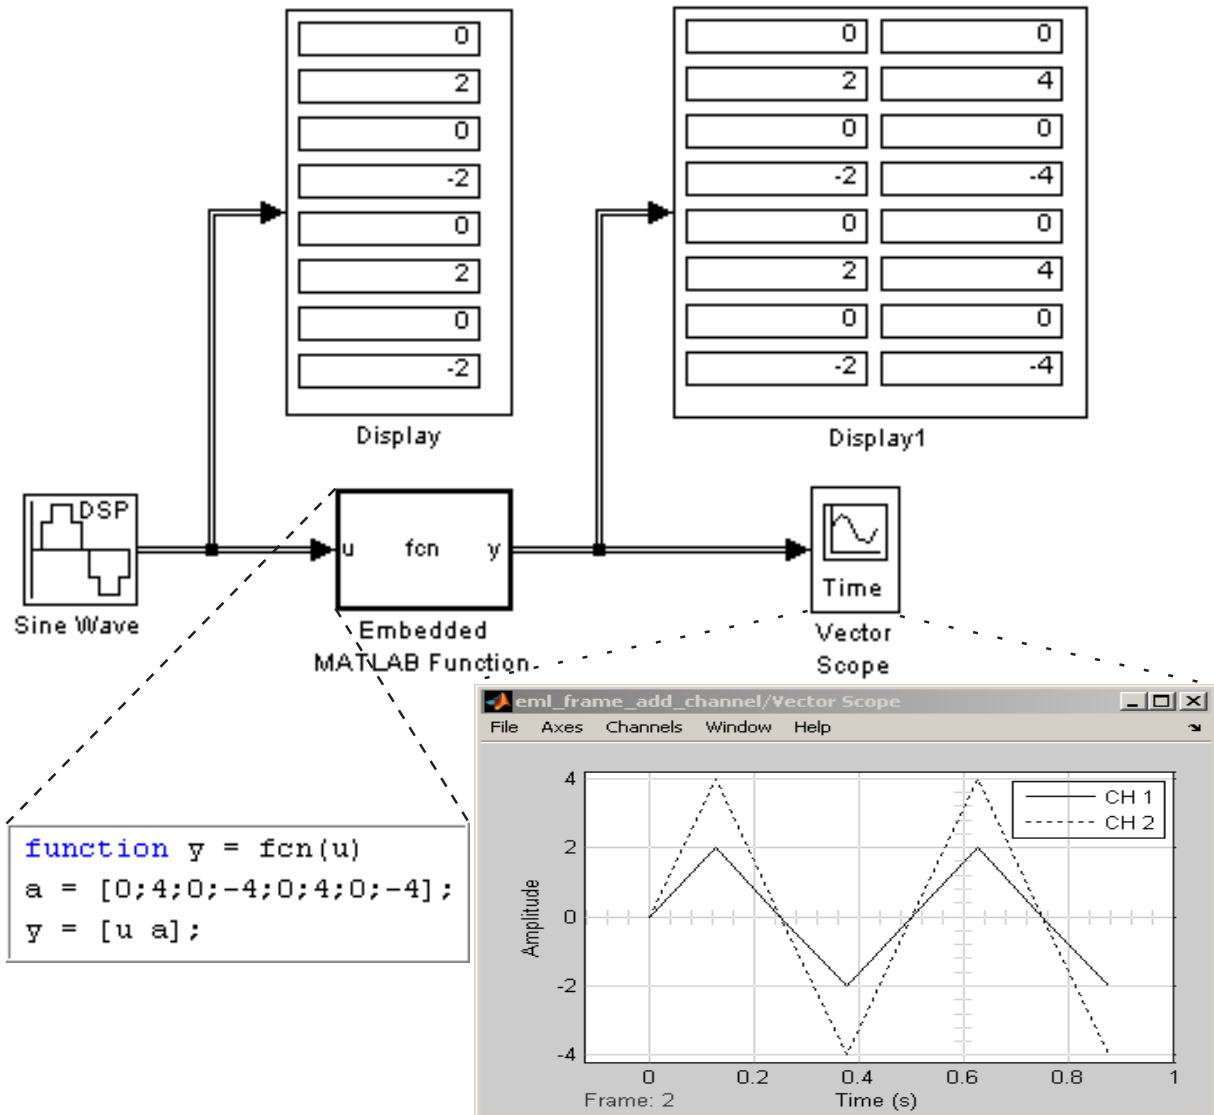 0
2
0
-2
0
2
0
-2
Display
0 0
2 4
0 0
-2 -4
0 0
2 4
0 0
-2 -4
Display1
DSP
Sine Wave
u fcn y
Embedded
MATLAB Function
Time
Vector
Scope
function y = fcn(u)
a = [0;4;0;-4;0;4;0;-4];
y = [u a];
eml_frame_add_channel/Vector Scope
File Axes Channels Window Help
4
2
0
-2
-4
Amplitude
CH 1
CH 2
0 0.2 0.4 0.6 0.8 1
Frame: 2 Time (s)